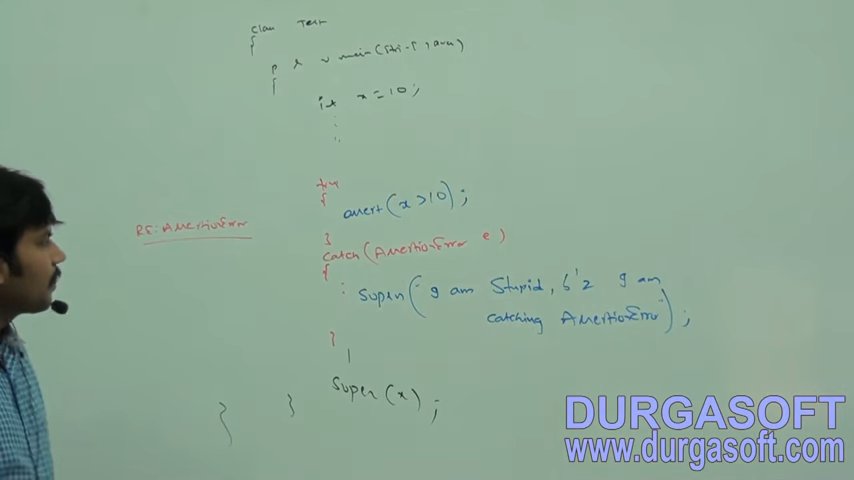 class Test
{
p s v main(String[] args)
{
int x = 10;
:
:
try
{
assert(x>10);
RE: AssertionError
}
catch(AssertionError e)
{
: Sopln("I am Stupid, b'z I am
catching AssertionError");
}
|
Sopln(x);
} }
DURGASOFT
www.durgasoft.com